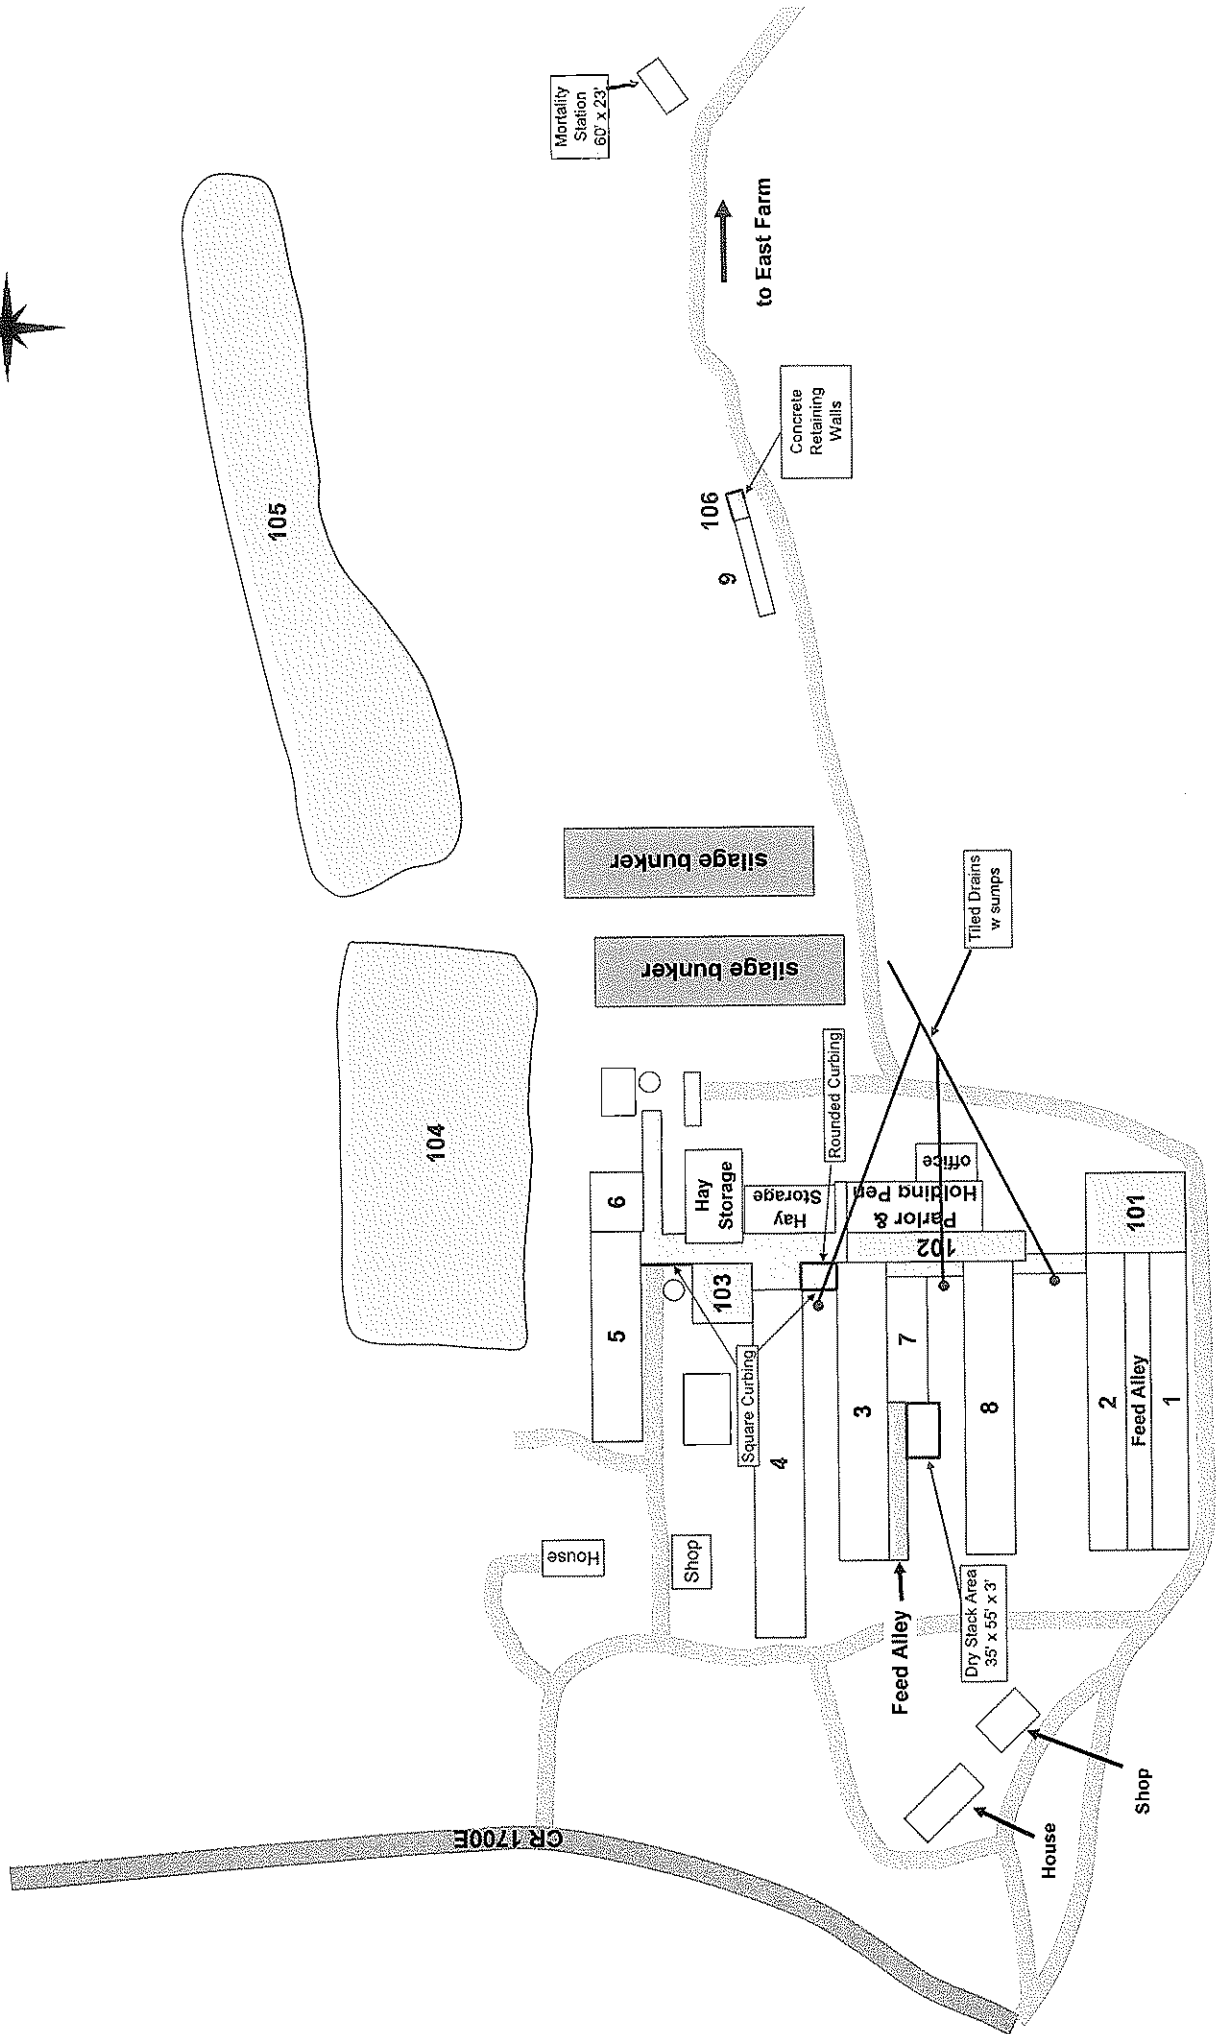 Mortality
Station
60' x 23'
to East Farm
105
Concrete
Retaining
Walls
106
9
silage bunker
silage bunker
Tiled Drains
w sumps
104
Rounded Curbing
office
Parlor &
Holding Pen
Hay
Storage
Hay
Storage
6
101
102
103
5
7
Square Curbing
3
4
8
2
Feed Alley
1
House
Shop
Feed Alley
Dry Stack Area
35' x 55' x 3'
Shop
House
CR 1700E